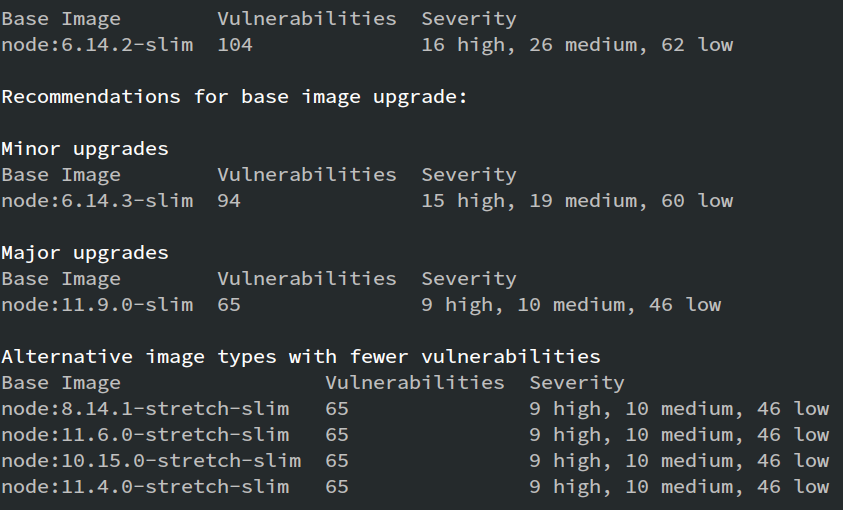 Base Image        Vulnerabilities  Severity
node:6.14.2-slim  104              16 high, 26 medium, 62 low
Recommendations for base image upgrade:
Minor upgrades
Base Image        Vulnerabilities  Severity
node:6.14.3-slim  94               15 high, 19 medium, 60 low
Major upgrades
Base Image        Vulnerabilities  Severity
node:11.9.0-slim  65               9 high, 10 medium, 46 low
Alternative image types with fewer vulnerabilities
Base Image                 Vulnerabilities  Severity
node:8.14.1-stretch-slim   65               9 high, 10 medium, 46 low
node:11.6.0-stretch-slim   65               9 high, 10 medium, 46 low
node:10.15.0-stretch-slim  65               9 high, 10 medium, 46 low
node:11.4.0-stretch-slim   65               9 high, 10 medium, 46 low